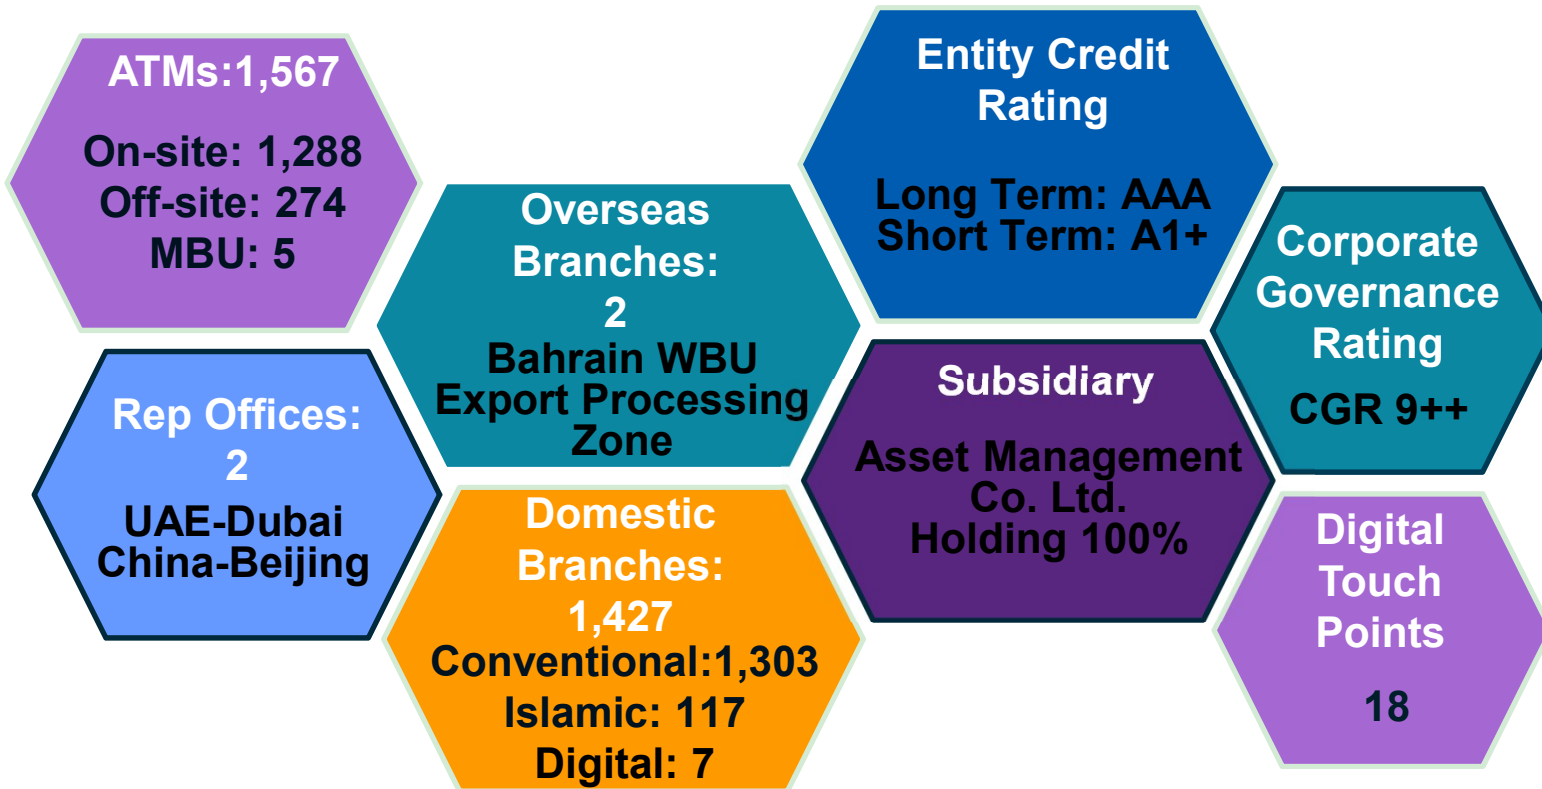 ATMs:1,567
On-site: 1,288
Off-site: 274
MBU: 5
Rep Offices:
2
UAE-Dubai
China-Beijing
Overseas
Branches:
2
Bahrain WBU
Export Processing
Zone
Domestic
Branches:
1,427
Conventional:1,303
Islamic: 117
Digital: 7
Entity Credit
Rating
Long Term: AAA
Short Term: A1+
Subsidiary
Asset Management
Co. Ltd.
Holding 100%
Corporate
Governance
Rating
CGR 9++
Digital
Touch
Points
18